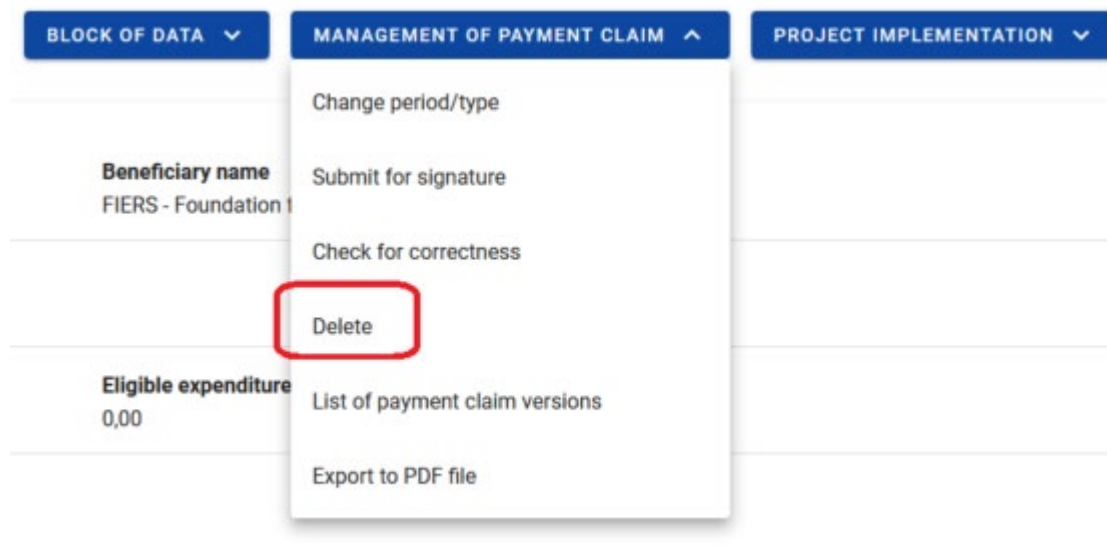 BLOCK OF DATA
MANAGEMENT OF PAYMENT CLAIM
PROJECT IMPLEMENTATION
Change period/type
Beneficiary name
Submit for signature
FIERS - Foundation
Check for correctness
Delete
Eligible expenditure
List of payment claim versions
0,00
Export to PDF file